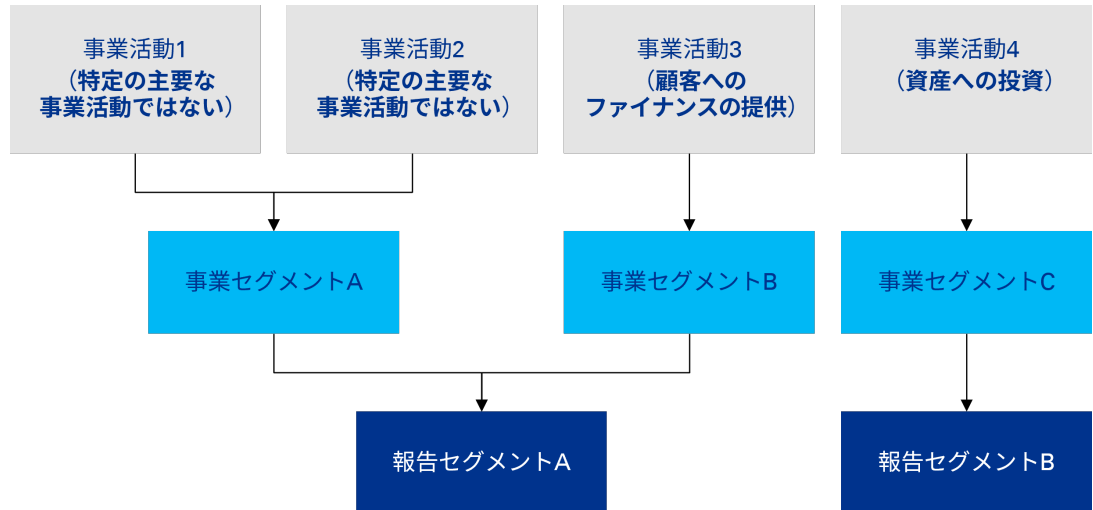 事業活動1
（特定の主要な
事業活動ではない）
事業活動2
（特定の主要な
事業活動ではない）
事業活動3
（顧客への
ファイナンスの提供）
事業活動4
（資産への投資）
事業セグメントA
事業セグメントB
事業セグメントC
報告セグメントA
報告セグメントB